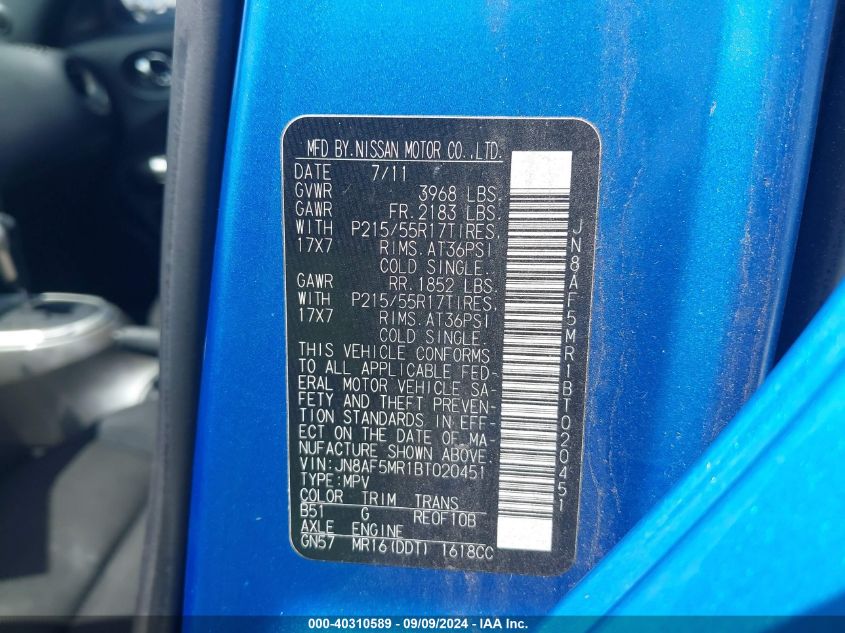 MFD BY.NISSAN MOTOR CO.,LTD.
DATE 7/11
GVWR 3968 LBS
GAWR FR. 2183 LBS.
WITH P215/55R17TIRES,
17X7 RIMS. AT36PSI
COLD SINGLE.
GAWR RR. 1852 LBS.
WITH P215/55R17TIRES,
17X7 RIMS. AT36PSI
COLD SINGLE.
THIS VEHICLE CONFORMS
TO ALL APPLICABLE FED-
ERAL MOTOR VEHICLE SA-
FETY AND THEFT PREVEN-
TION STANDARDS IN EFF-
ECT ON THE DATE OF MA-
NUFACTURE SHOWN ABOVE.
VIN:JN8AF5MR1BT020451
TYPE:MPV
COLOR TRIM TRANS
B51 G RE0F10B
AXLE ENGINE
GN57 MR16(DDT) 1618CC
JN8AF5MR1BT020451
000-40310589 - 09/09/2024 - IAA Inc.